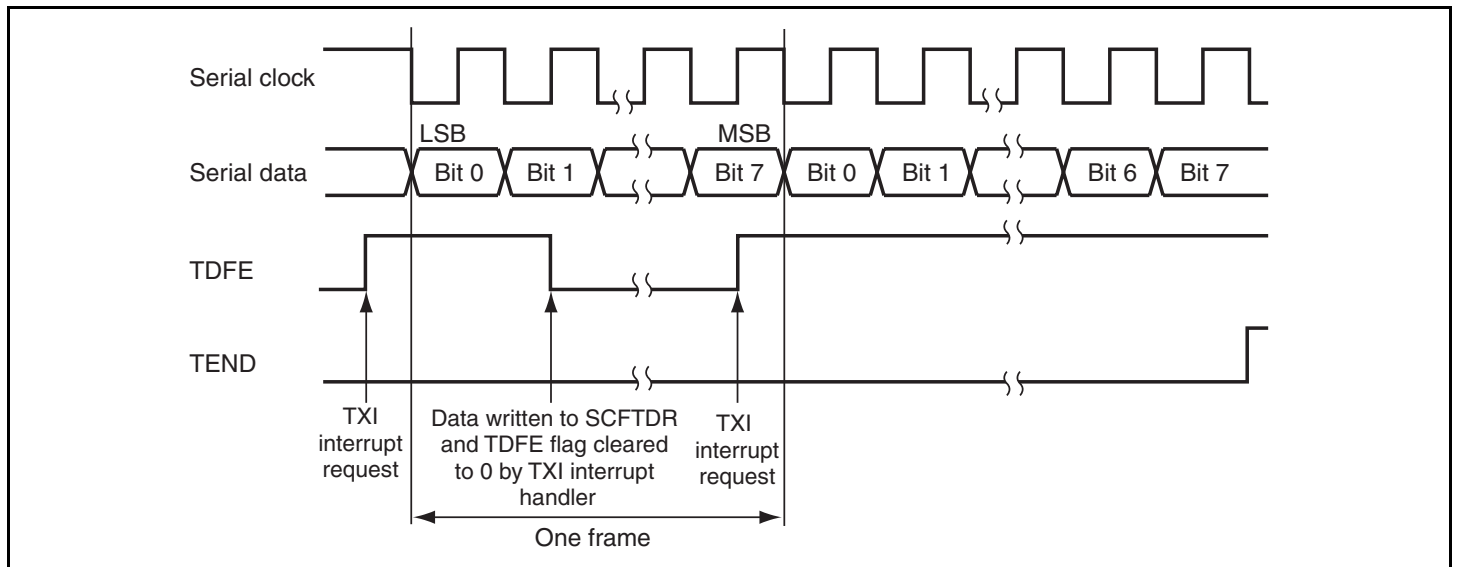 Serial clock
LSB
MSB
Serial data
Bit 0
Bit 1
Bit 7
Bit 0
Bit 1
Bit 6
Bit 7
TDFE
TEND
TXI
interrupt
request
Data written to SCFTDR
and TDFE flag cleared
to 0 by TXI interrupt
handler
TXI
interrupt
request
One frame